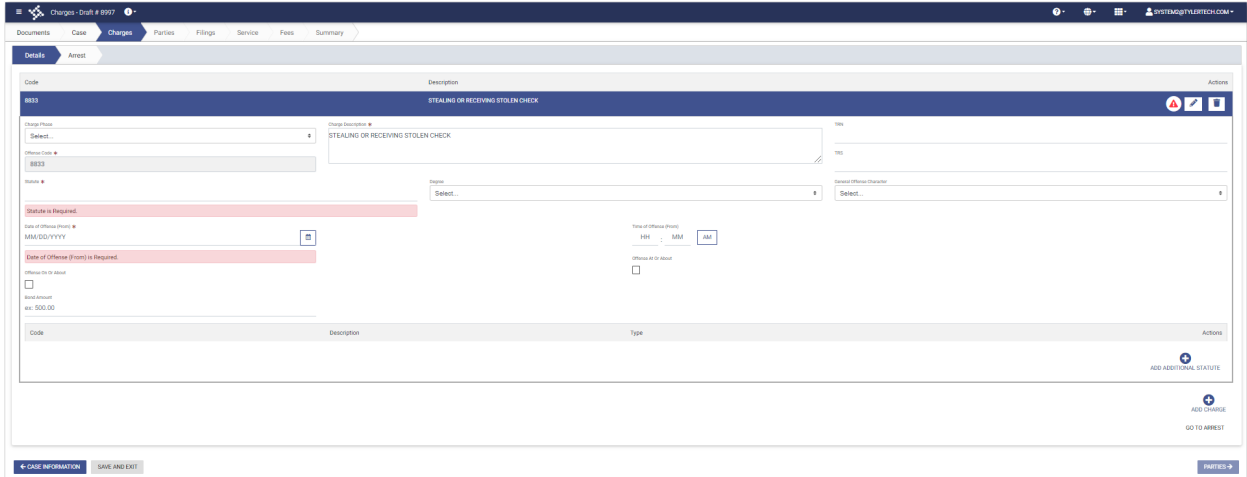 Charges - Draft # 8997
SYSTEM2@TYLERTECH.COM
Documents Case Charges Parties Filings Service Fees Summary
Details Arrest
Code Description Actions
8833 STEALING OR RECEIVING STOLEN CHECK
Charge Phase Charge Description * TRN
Select... STEALING OR RECEIVING STOLEN CHECK
Offense Code * TRS
8833
Statute * Degree General Offense Character
Select... Select...
Statute is Required.
Date of Offense (From) * Time of Offense (From)
MM/DD/YYYY HH : MM AM
Date of Offense (From) is Required.
Offense At Or About
Offense On Or About
Bond Amount
ex: 500.00
Code Description Type Actions
ADD ADDITIONAL STATUTE
ADD CHARGE
GO TO ARREST
CASE INFORMATION SAVE AND EXIT PARTIES